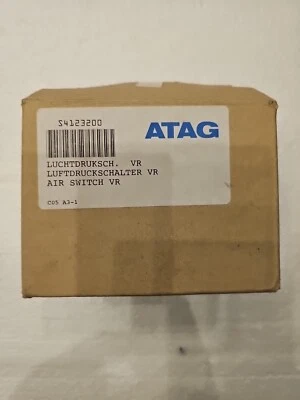 S4123200
ATAG
LUCHTDRUKSCH. VR
LUFTDRUCKSCHALTER VR
AIR SWITCH VR
C05 A3-1